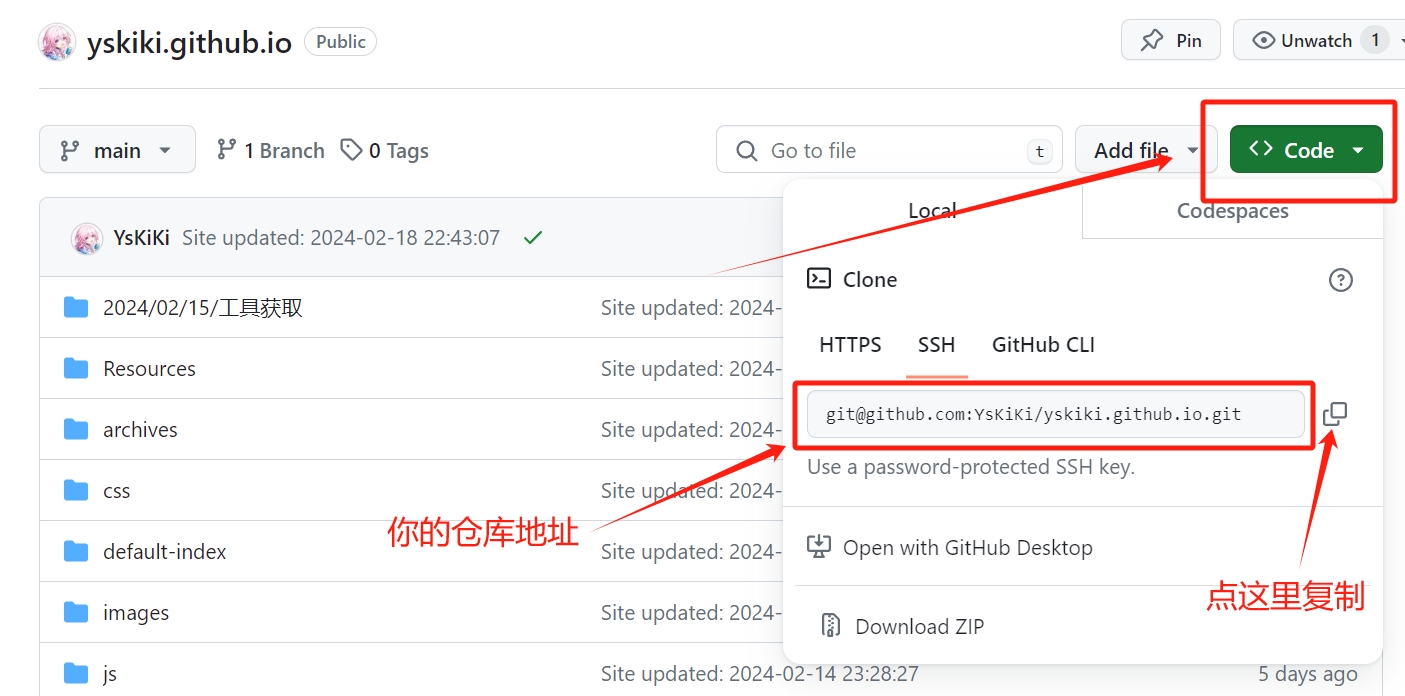 yskiki.github.io Public
Pin
Unwatch 1
main
1 Branch
0 Tags
Go to file t
Add file
Code
YsKiKi Site updated: 2024-02-18 22:43:07
Local
Codespaces
Clone
HTTPS SSH GitHub CLI
git@github.com:YsKiKi/yskiki.github.io.git
Use a password-protected SSH key.
Open with GitHub Desktop
Download ZIP
你的仓库地址
点这里复制
2024/02/15/工具获取 Site updated: 2024-
Resources Site updated: 2024-
archives Site updated: 2024-
css Site updated: 2024-
default-index Site updated: 2024-
images Site updated: 2024-
js Site updated: 2024-02-14 23:28:27 5 days ago